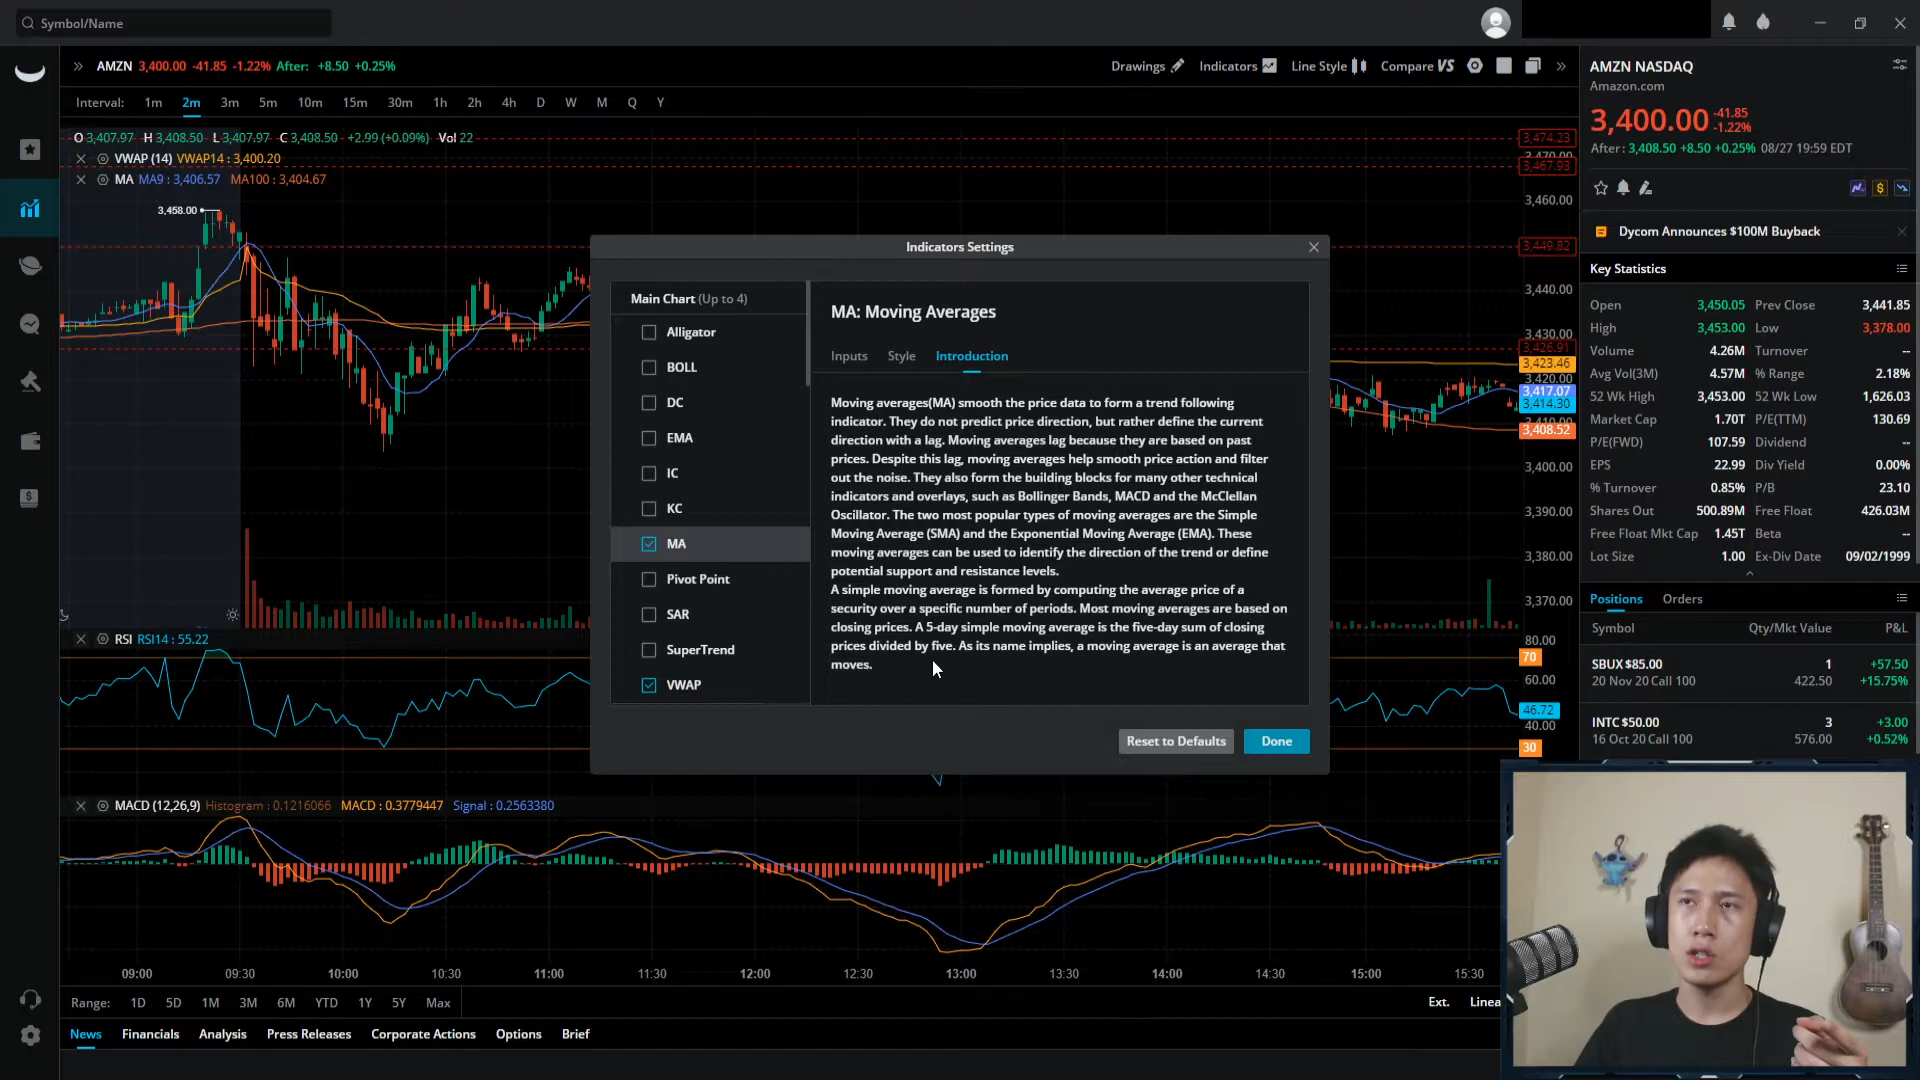 Symbol/Name
AMZN 3,400.00 -41.85 -1.22% After: +8.50 +0.25%
Drawings Indicators Line Style Compare VS
Interval: 1m 2m 3m 5m 10m 15m 30m 1h 2h 4h D W M Q Y
O 3,407.97 H 3,408.50 L 3,407.97 C 3,408.50 +2.99 (+0.09%) Vol 22
VWAP (14) VWAP14 : 3,400.20
MA MA9 : 3,406.57 MA100 : 3,404.67
3,458.00
3,474.23
3,467.93
3,460.00
3,449.82
3,440.00
3,430.00
3,426.91
3,423.46
3,420.00
3,417.07
3,414.30
3,408.52
3,400.00
3,390.00
3,380.00
3,370.00
Indicators Settings
Main Chart (Up to 4)
Alligator
BOLL
DC
EMA
IC
KC
MA
Pivot Point
SAR
SuperTrend
VWAP
MA: Moving Averages
Inputs Style Introduction
Moving averages(MA) smooth the price data to form a trend following
indicator. They do not predict price direction, but rather define the current
direction with a lag. Moving averages lag because they are based on past
prices. Despite this lag, moving averages help smooth price action and filter
out the noise. They also form the building blocks for many other technical
indicators and overlays, such as Bollinger Bands, MACD and the McClellan
Oscillator. The two most popular types of moving averages are the Simple
Moving Average (SMA) and the Exponential Moving Average (EMA). These
moving averages can be used to identify the direction of the trend or define
potential support and resistance levels.
A simple moving average is formed by computing the average price of a
security over a specific number of periods. Most moving averages are based on
closing prices. A 5-day simple moving average is the five-day sum of closing
prices divided by five. As its name implies, a moving average is an average that
moves.
Reset to Defaults Done
RSI RSI14 : 55.22
80.00
70
60.00
46.72
40.00
30
MACD (12,26,9) Histogram : 0.1216066 MACD : 0.3779447 Signal : 0.2563380
09:00 09:30 10:00 10:30 11:00 11:30 12:00 12:30 13:00 13:30 14:00 14:30 15:00 15:30
Range: 1D 5D 1M 3M 6M YTD 1Y 5Y Max
Ext. Linea
News Financials Analysis Press Releases Corporate Actions Options Brief
AMZN NASDAQ
Amazon.com
3,400.00 -41.85
-1.22%
After: 3,408.50 +8.50 +0.25% 08/27 19:59 EDT
Dycom Announces $100M Buyback
Key Statistics
Open 3,450.05 Prev Close 3,441.85
High 3,453.00 Low 3,378.00
Volume 4.26M Turnover --
Avg Vol(3M) 4.57M % Range 2.18%
52 Wk High 3,453.00 52 Wk Low 1,626.03
Market Cap 1.70T P/E(TTM) 130.69
P/E(FWD) 107.59 Dividend --
EPS 22.99 Div Yield 0.00%
% Turnover 0.85% P/B 23.10
Shares Out 500.89M Free Float 426.03M
Free Float Mkt Cap 1.45T Beta --
Lot Size 1.00 Ex-Div Date 09/02/1999
Positions Orders
Symbol Qty/Mkt Value P&L
SBUX $85.00 1 +57.50
20 Nov 20 Call 100 422.50 +15.75%
INTC $50.00 3 +3.00
16 Oct 20 Call 100 576.00 +0.52%